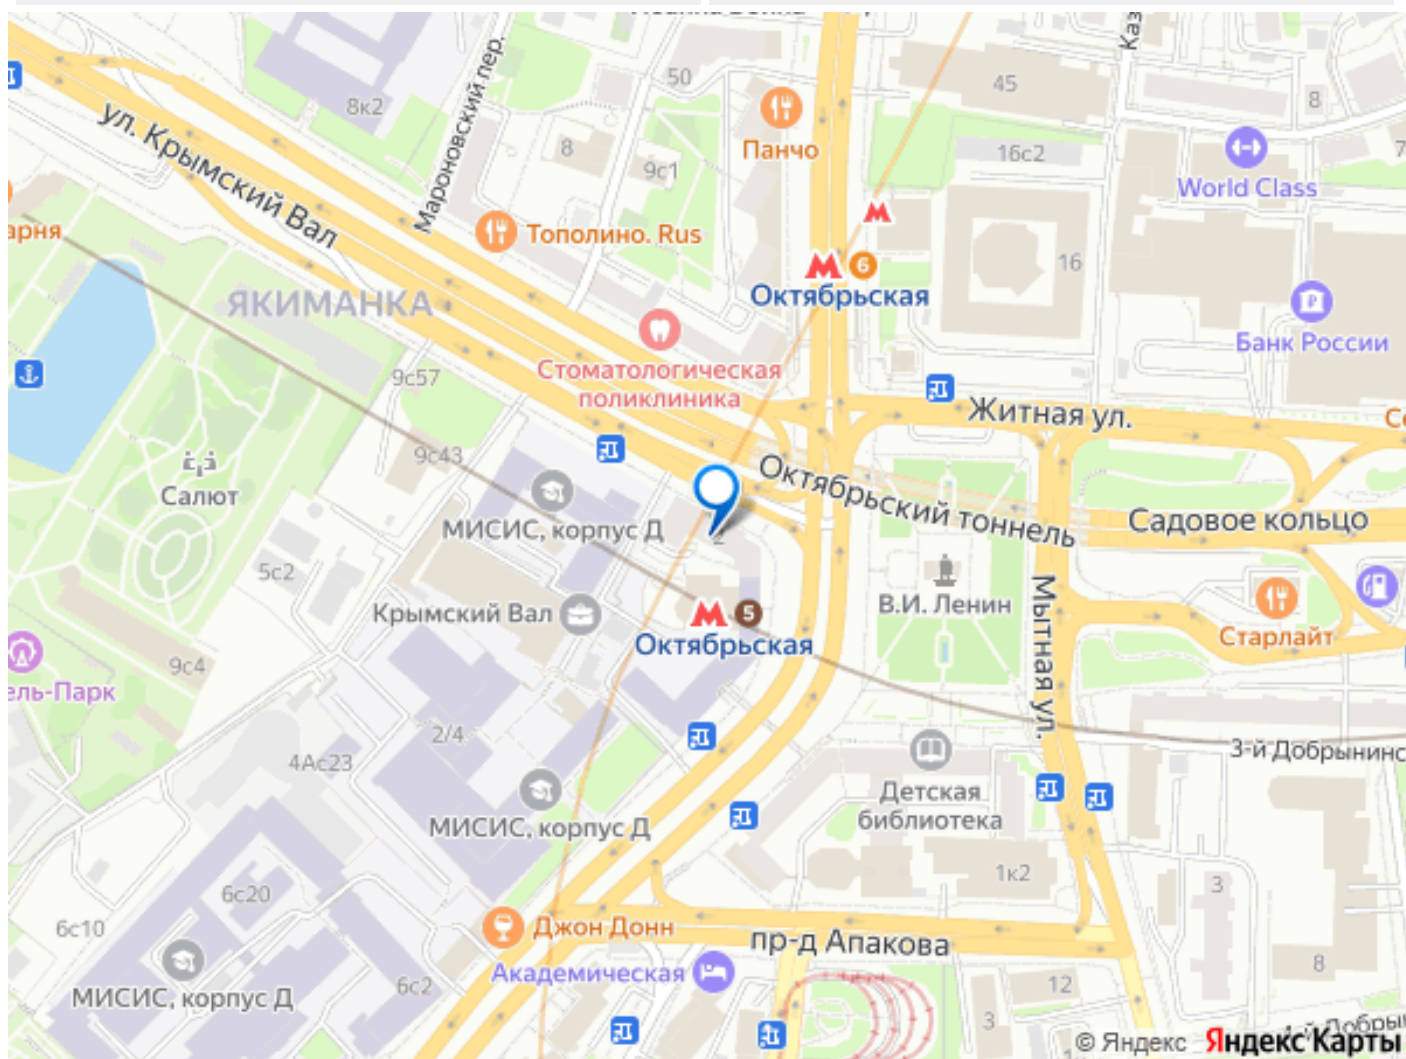 Каз
50
45
8к2
8
Панчо
16с2
7
ул. Крымский Вал
Мароновский пер.
8
9с1
World Class
арня
Тополино. Rus
6
16
Октябрьская
ЯКИМАНКА
Банк России
Стоматологическая
поликлиника
9с57
Житная ул.
Се
9с43
Октябрьский тоннель
Салют
МИСИС, корпус Д
2
Садовое кольцо
5с2
Крымский Вал
5
В.И. Ленин
Мытная ул.
Старлайт
Октябрьская
9с4
ель-Парк
2/4
4Ас23
3-й Добрынинс
Детская
библиотека
МИСИС, корпус Д
1к2
3
6с20
6с10
Джон Донн
пр-д Апакова
Академическая
8
МИСИС, корпус Д
6с2
12
3
© Яндекс Яндекс Карты